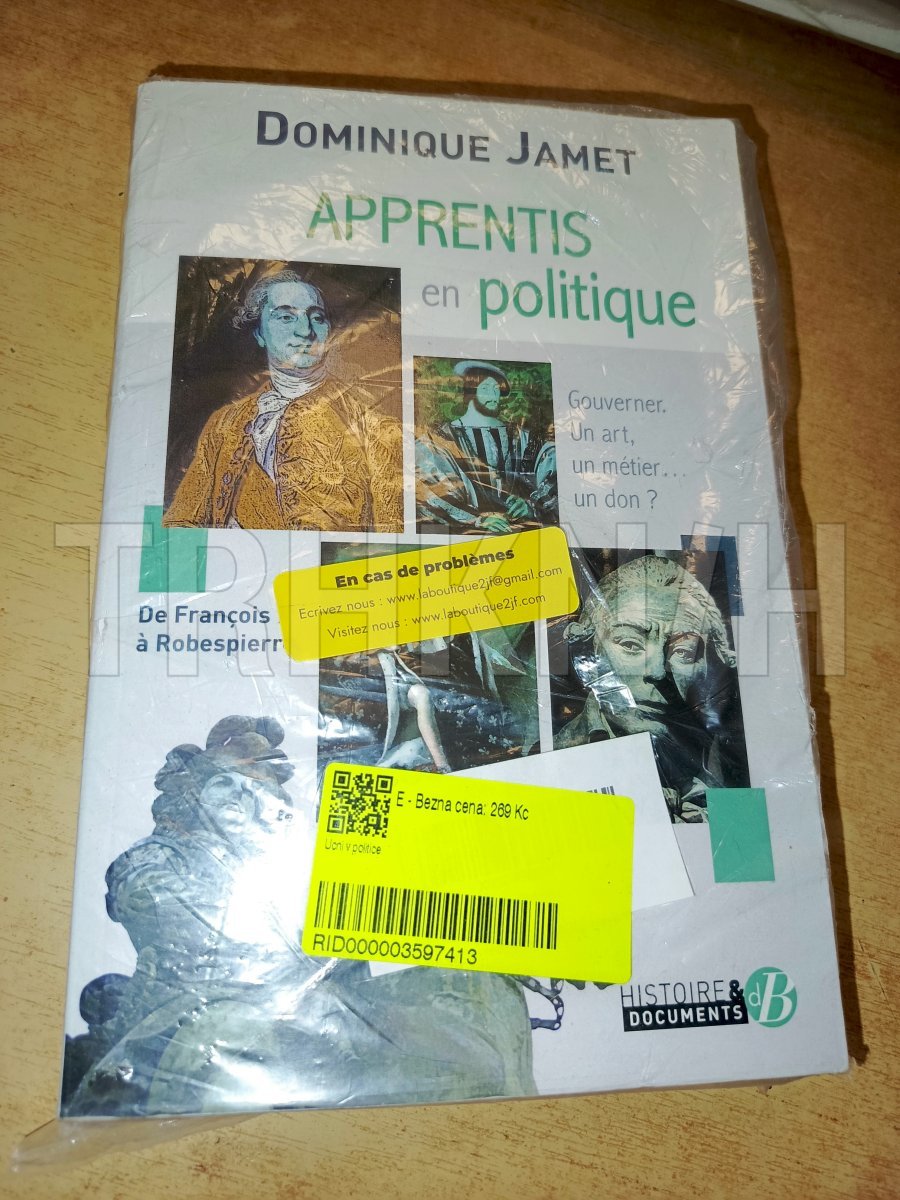 DOMINIQUE JAMET
APPRENTIS
en politique
Gouverner.
Un art,
un métier...
un don ?
En cas de problèmes
Ecrivez nous : www.laboutique2jf@gmail.com
Visitez nous : www.laboutique2jf.com
De François
à Robespierr
E - Bezna cena: 269 Kc
Ucni v politice
RID000003597413
HISTOIRE &
DOCUMENTS
dB